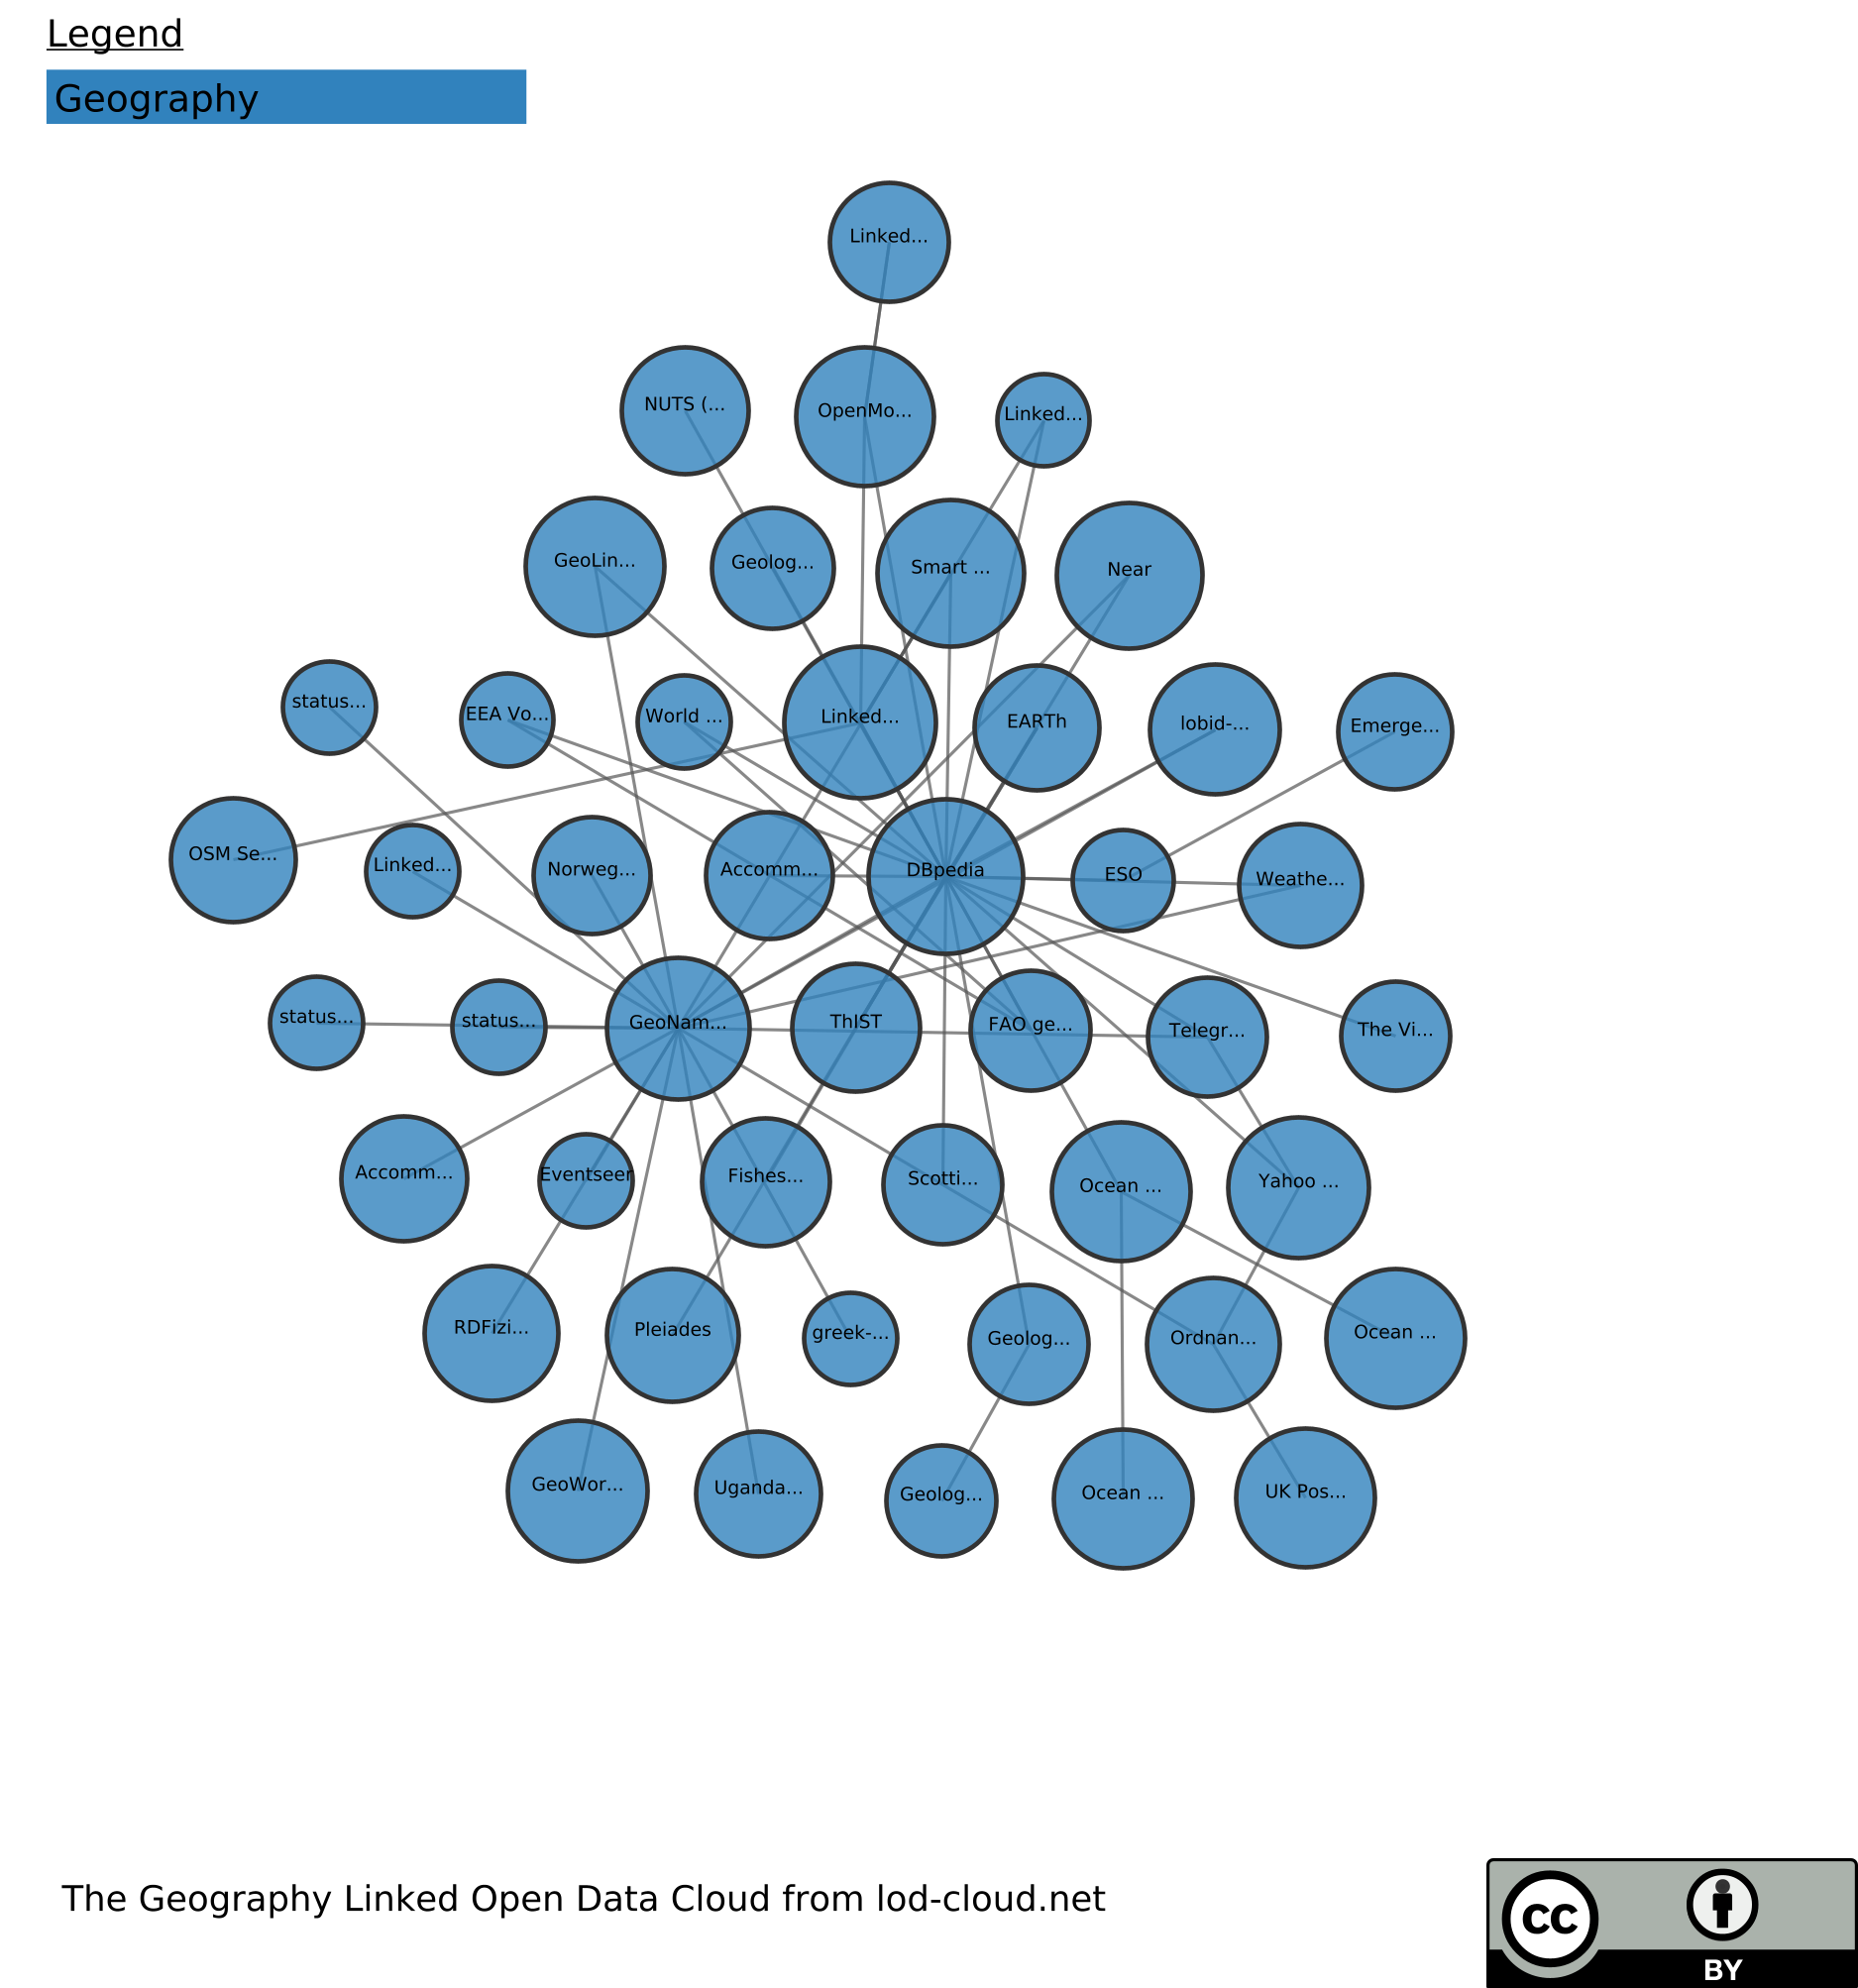 Legend
Geography
Linked...
NUTS (...
OpenMo...
Linked...
GeoLin...
Geolog...
Smart ...
Near
status...
EEA Vo...
World ...
Linked...
EARTh
lobid-...
Emerge...
OSM Se...
Linked...
Norweg...
Accomm...
DBpedia
ESO
Weathe...
status...
status...
GeoNam...
ThIST
FAO ge...
Telegr...
The Vi...
Accomm...
Eventseer
Fishes...
Scotti...
Ocean ...
Yahoo ...
RDFizi...
Pleiades
greek-...
Geolog...
Ordnan...
Ocean ...
GeoWor...
Uganda...
Geolog...
Ocean ...
UK Pos...
The Geography Linked Open Data Cloud from lod-cloud.net
cc
BY